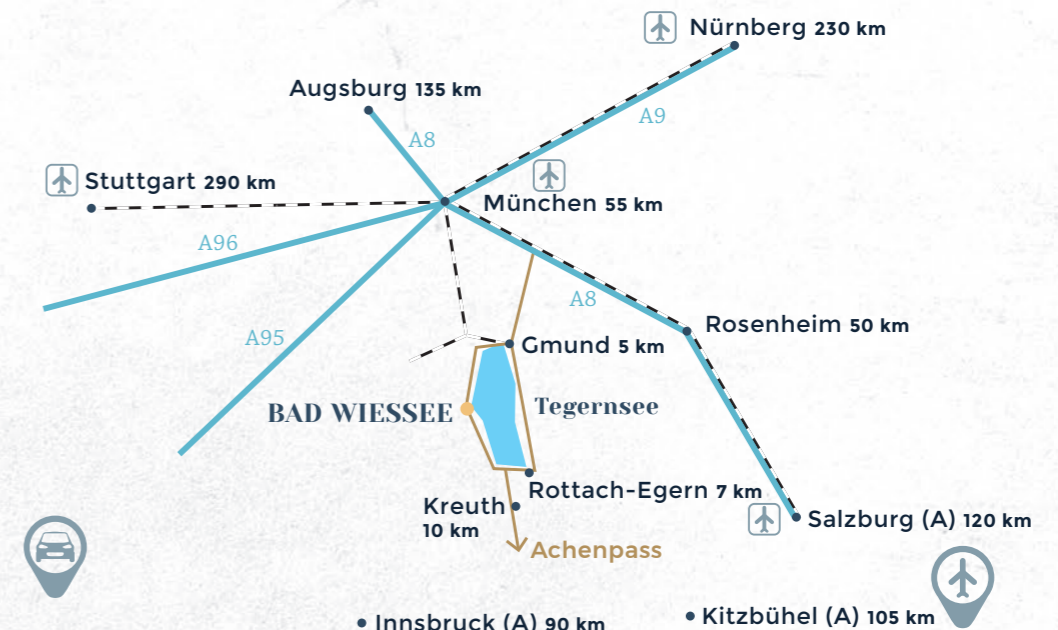 Nürnberg 230 km
Augsburg 135 km
A9
A8
Stuttgart 290 km
München 55 km
A96
A8
A95
Rosenheim 50 km
Gmund 5 km
BAD WIESSEE
Tegernsee
Rottach-Egern 7 km
Kreuth
10 km
Salzburg (A) 120 km
Achenpass
Innsbruck (A) 90 km
Kitzbühel (A) 105 km